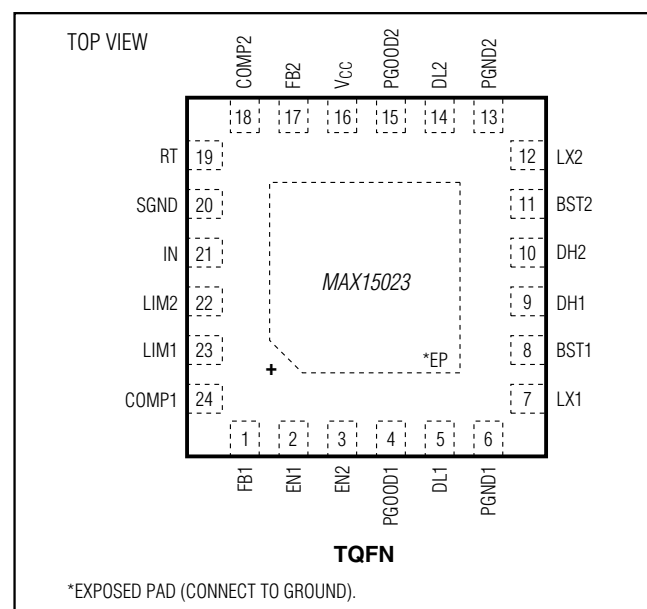 TOP VIEW
COMP2
FB2
VCC
PGOOD2
DL2
PGND2
18 17 16 15 14 13
RT 19
SGND 20
IN 21
LIM2 22
LIM1 23
COMP1 24
12 LX2
11 BST2
10 DH2
9 DH1
8 BST1
7 LX1
MAX15023
*EP
+
1 2 3 4 5 6
FB1
EN1
EN2
PGOOD1
DL1
PGND1
TQFN
*EXPOSED PAD (CONNECT TO GROUND).